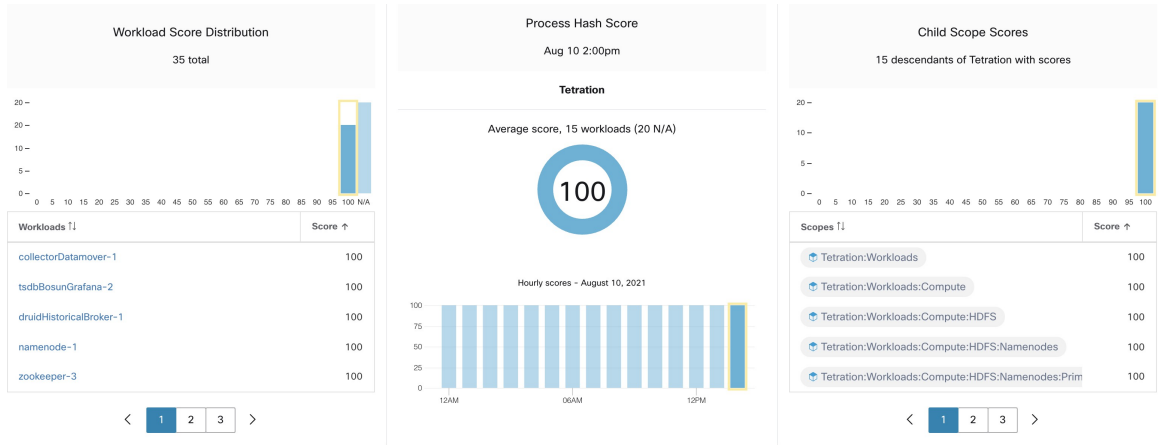 Workload Score Distribution
35 total
20
20
10
5
0
0 5 10 15 20 25 30 35 40 45 50 55 60 65 70 75 80 85 90 95 100 N/A
Workloads Score
collectorDatamover-1 100
tsdbBosunGrafana-2 100
druidHistoricalBroker-1 100
namenode-1 100
zookeeper-3 100
1 2 3
Process Hash Score
Aug 10 2:00pm
Tetration
Average score, 15 workloads (20 N/A)
100
Hourly scores - August 10, 2021
100
75
50
25
0
12AM 06AM 12PM
Child Scope Scores
15 descendants of Tetration with scores
20
10
5
0
0 5 10 15 20 25 30 35 40 45 50 55 60 65 70 75 80 85 90 95 100
Scopes Score
Tetration:Workloads 100
Tetration:Workloads:Compute 100
Tetration:Workloads:Compute:HDFS 100
Tetration:Workloads:Compute:HDFS:Namenodes 100
Tetration:Workloads:Compute:HDFS:Namenodes:Prim 100
1 2 3